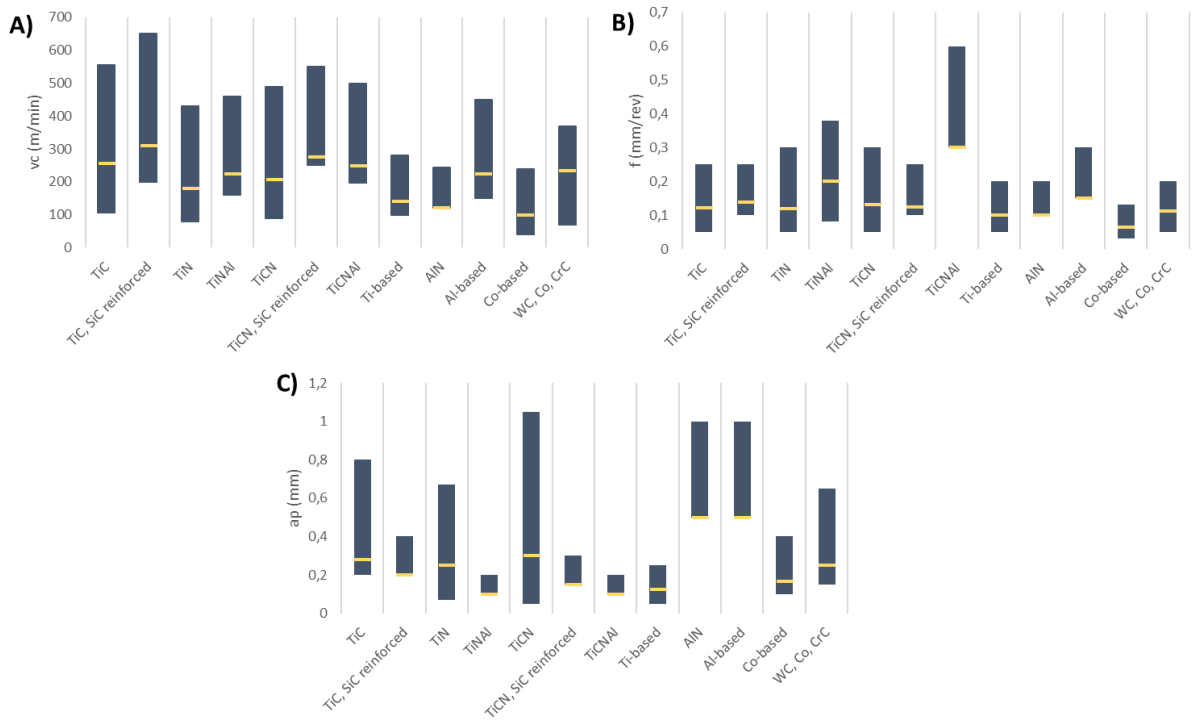 A)
vc (m/min)
700
600
500
400
300
200
100
0
TiC
TiC, SiC reinforced
TiN
TiNAl
TiCN
TiCN, SiC reinforced
TiCNAl
Ti-based
AlN
Al-based
Co-based
WC, Co, CrC
B)
f (mm/rev)
0,7
0,6
0,5
0,4
0,3
0,2
0,1
0
TiC
TiC, SiC reinforced
TiN
TiNAl
TiCN
TiCN, SiC reinforced
TiCNAl
Ti-based
AlN
Al-based
Co-based
WC, Co, CrC
C)
ap (mm)
1,2
1
0,8
0,6
0,4
0,2
0
TiC
TiC, SiC reinforced
TiN
TiNAl
TiCN
TiCN, SiC reinforced
TiCNAl
Ti-based
AlN
Al-based
Co-based
WC, Co, CrC